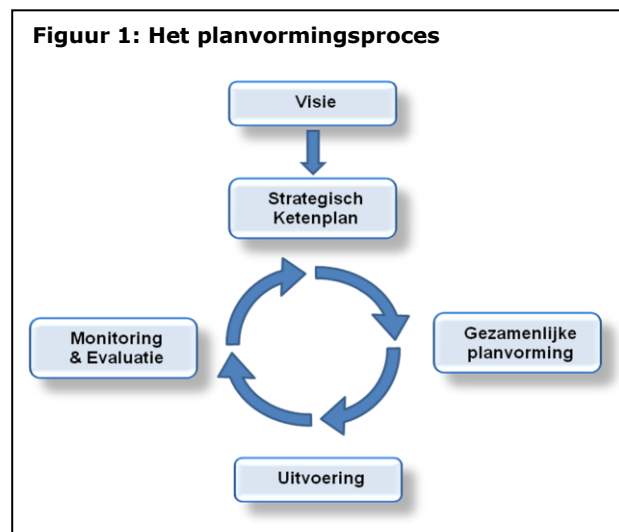 Figuur 1: Het planvormingsproces
Visie
Strategisch
Ketenplan
Monitoring
& Evaluatie
Gezamenlijke
planvorming
Uitvoering